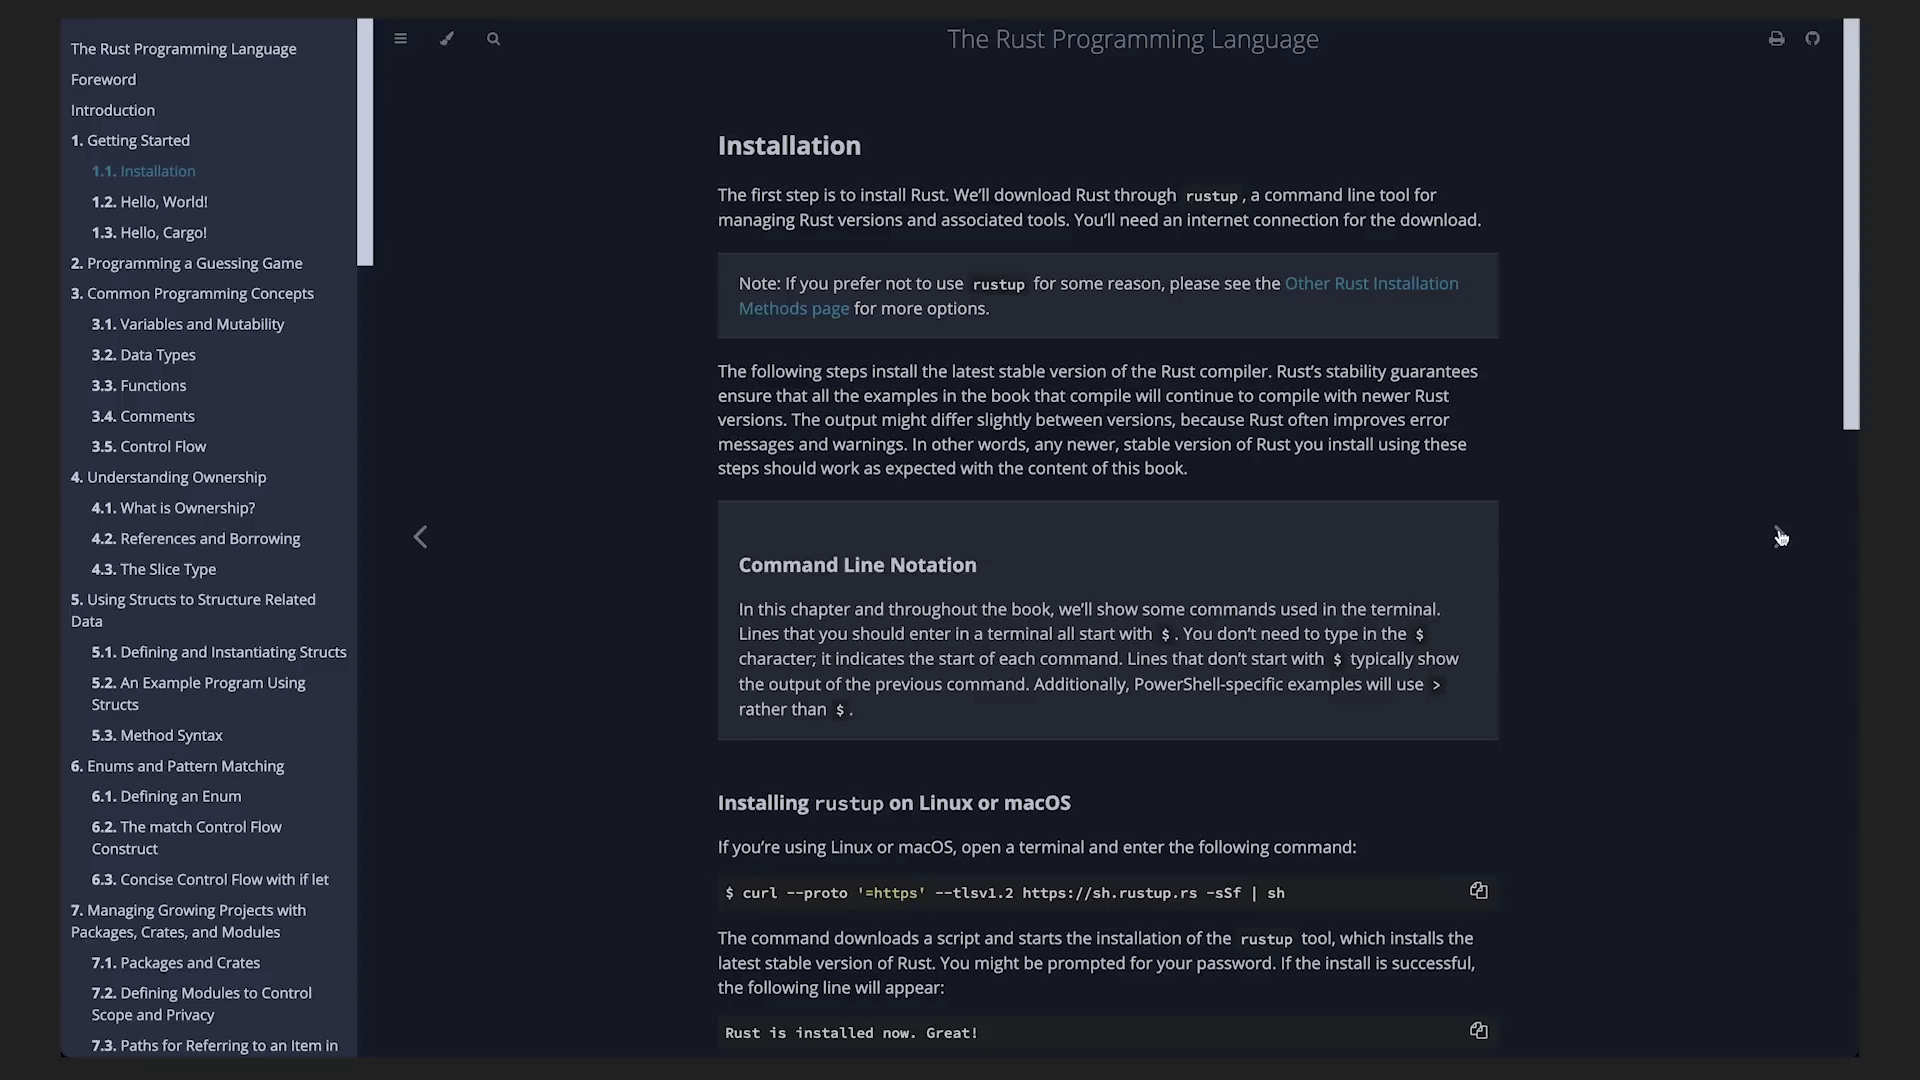 The Rust Programming Language
Foreword
Introduction
1. Getting Started
1.1. Installation
1.2. Hello, World!
1.3. Hello, Cargo!
2. Programming a Guessing Game
3. Common Programming Concepts
3.1. Variables and Mutability
3.2. Data Types
3.3. Functions
3.4. Comments
3.5. Control Flow
4. Understanding Ownership
4.1. What is Ownership?
4.2. References and Borrowing
4.3. The Slice Type
5. Using Structs to Structure Related
Data
5.1. Defining and Instantiating Structs
5.2. An Example Program Using
Structs
5.3. Method Syntax
6. Enums and Pattern Matching
6.1. Defining an Enum
6.2. The match Control Flow
Construct
6.3. Concise Control Flow with if let
7. Managing Growing Projects with
Packages, Crates, and Modules
7.1. Packages and Crates
7.2. Defining Modules to Control
Scope and Privacy
7.3. Paths for Referring to an Item in
The Rust Programming Language
Installation
The first step is to install Rust. We’ll download Rust through rustup, a command line tool for
managing Rust versions and associated tools. You’ll need an internet connection for the download.
Note: If you prefer not to use rustup for some reason, please see the Other Rust Installation
Methods page for more options.
The following steps install the latest stable version of the Rust compiler. Rust’s stability guarantees
ensure that all the examples in the book that compile will continue to compile with newer Rust
versions. The output might differ slightly between versions, because Rust often improves error
messages and warnings. In other words, any newer, stable version of Rust you install using these
steps should work as expected with the content of this book.
Command Line Notation
In this chapter and throughout the book, we’ll show some commands used in the terminal.
Lines that you should enter in a terminal all start with $. You don’t need to type in the $
character; it indicates the start of each command. Lines that don’t start with $ typically show
the output of the previous command. Additionally, PowerShell-specific examples will use >
rather than $.
Installing rustup on Linux or macOS
If you’re using Linux or macOS, open a terminal and enter the following command:
$ curl --proto '=https' --tlsv1.2 https://sh.rustup.rs -sSf | sh
The command downloads a script and starts the installation of the rustup tool, which installs the
latest stable version of Rust. You might be prompted for your password. If the install is successful,
the following line will appear:
Rust is installed now. Great!